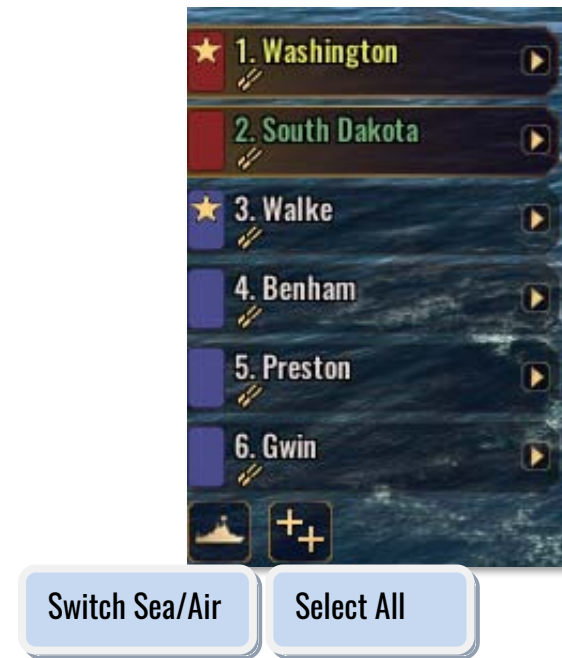 1. Washington
2. South Dakota
3. Walke
4. Benham
5. Preston
6. Gwin
Switch Sea/Air
Select All